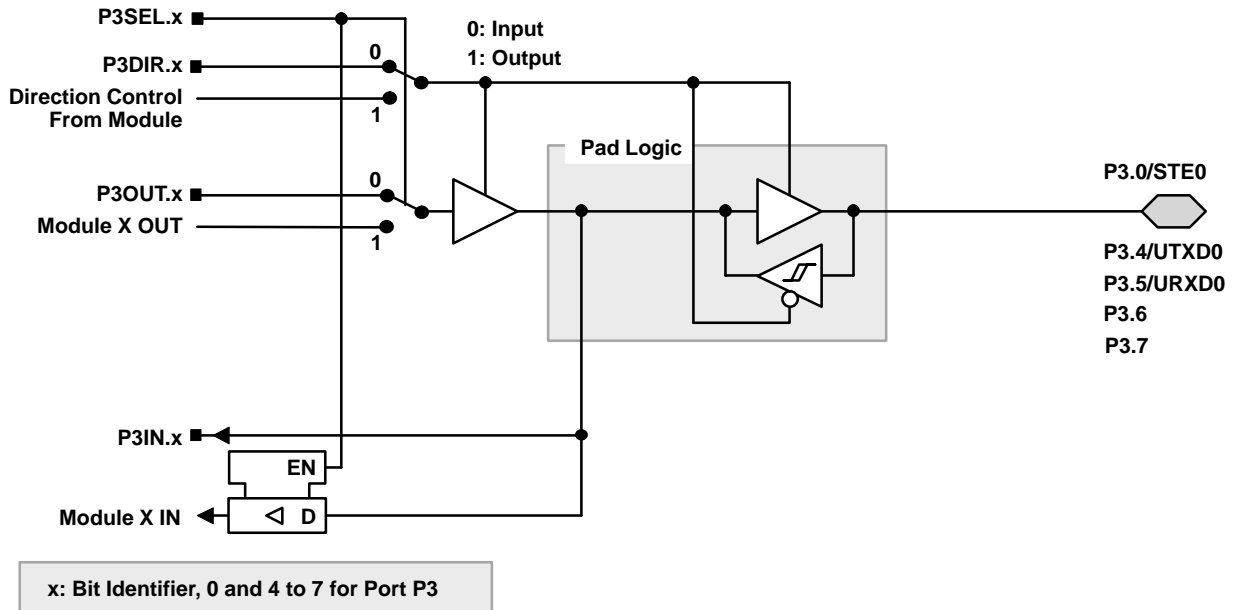 P3SEL.x
0: Input
1: Output
0
P3DIR.x
Direction Control
From Module
1
Pad Logic
P3.0/STE0
0
P3OUT.x
Module X OUT
1
P3.4/UTXD0
P3.5/URXD0
P3.6
P3.7
P3IN.x
EN
Module X IN
D
x: Bit Identifier, 0 and 4 to 7 for Port P3